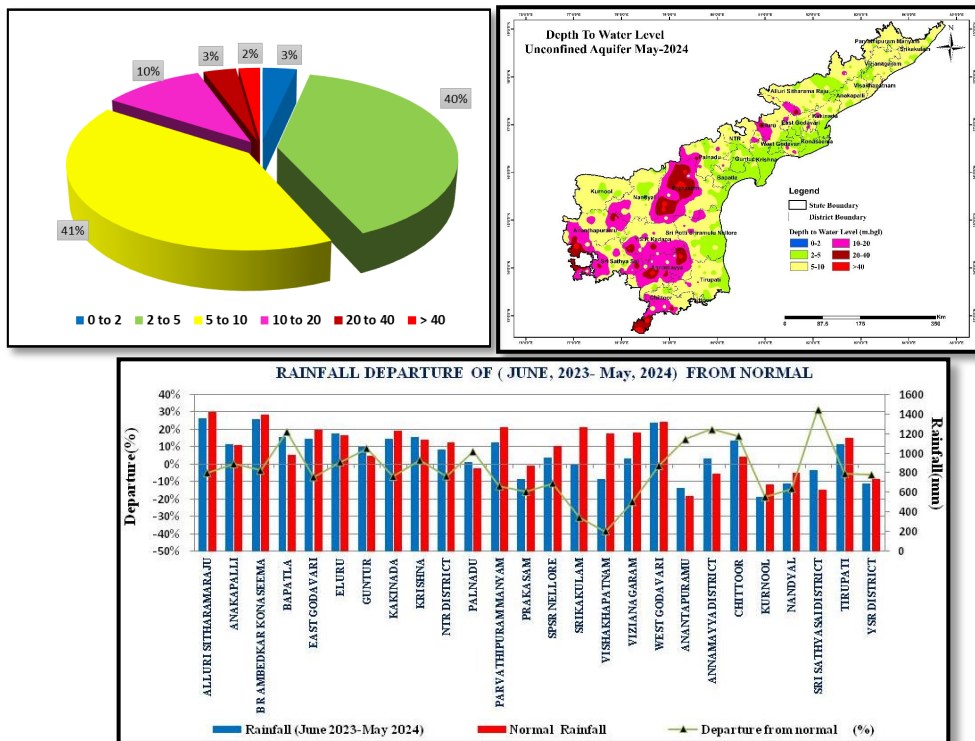 3%
2%
3%
10%
40%
41%
0 to 2
2 to 5
5 to 10
10 to 20
20 to 40
> 40
Depth To Water Level
Unconfined Aquifer May-2024
Parvathipuram Manyam
Srikakulam
Vizianagaram
Visakhapatnam
Alluri Sitharama Raju
Anakapalli
Kakinada
East Godavari
Eluru
Konaseema
West Godavari
NTR
Krishna
Guntur
Palnadu
Bapatla
Prakasam
Kurnool
Nandyal
Ananthapuramu
Sri Potti Sriramulu Nellore
Y.S.R Kadapa
Sri Sathya Sai
Annamayya
Tirupati
Chittoor
Legend
State Boundary
District Boundary
Depth to Water Level (m.bgl)
0-2
10-20
2-5
20-40
5-10
>40
Km
0
87.5
175
350
RAINFALL DEPARTURE OF ( JUNE, 2023- May, 2024) FROM NORMAL
Departure(%)
40%
30%
20%
10%
0%
-10%
-20%
-30%
-40%
-50%
1600
1400
1200
1000
800
600
400
200
0
Rainfall(mm)
ALLURI SITHARAMARAJU
ANAKAPALLI
BR AMBEDKAR KONASEEMA
BAPATLA
EAST GODAVARI
ELURU
GUNTUR
KAKINADA
KRISHNA
NTR DISTRICT
PALNADU
PARVATHIPURAM MANYAM
PRAKASAM
SPSR NELLORE
SRIKAKULAM
VISHAKHAPATNAM
VIZIANAGARAM
WEST GODAVARI
ANANTAPURAMU
ANNAMAYYA DISTRICT
CHITTOOR
KURNOOL
NANDYAL
SRI SATHYASAI DISTRICT
TIRUPATI
YSR DISTRICT
Rainfall (June 2023-May 2024)
Normal Rainfall
Departure from normal (%)